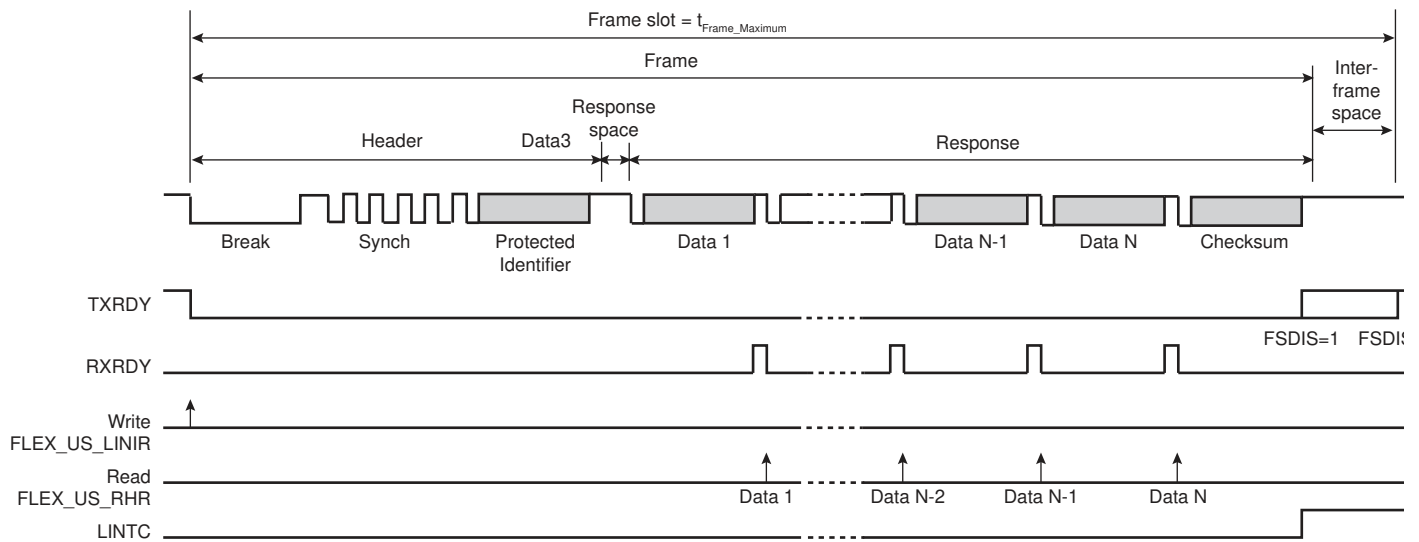 Frame slot = tFrame_Maximum
Frame
Inter-
frame
space
Response
space
Header
Data3
Response
Break
Synch
Protected
Identifier
Data 1
Data N-1
Data N
Checksum
TXRDY
FSDIS=1
FSDIS
RXRDY
Write
FLEX_US_LINIR
Read
FLEX_US_RHR
Data 1
Data N-2
Data N-1
Data N
LINTC